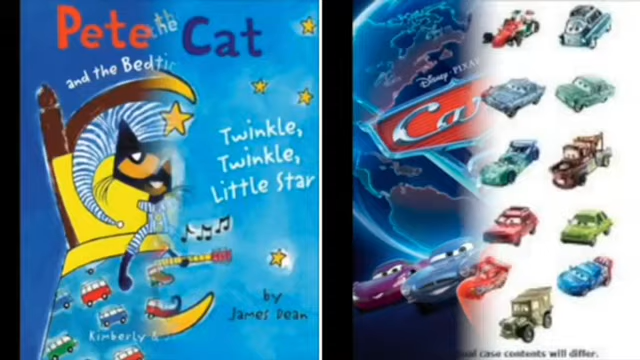 Pete the Cat
and the Bedti
Twinkle,
Twinkle,
Little Star
by
James Dean
Kimberly &
Disney · PIXAR
Ca
ual case contents will differ.